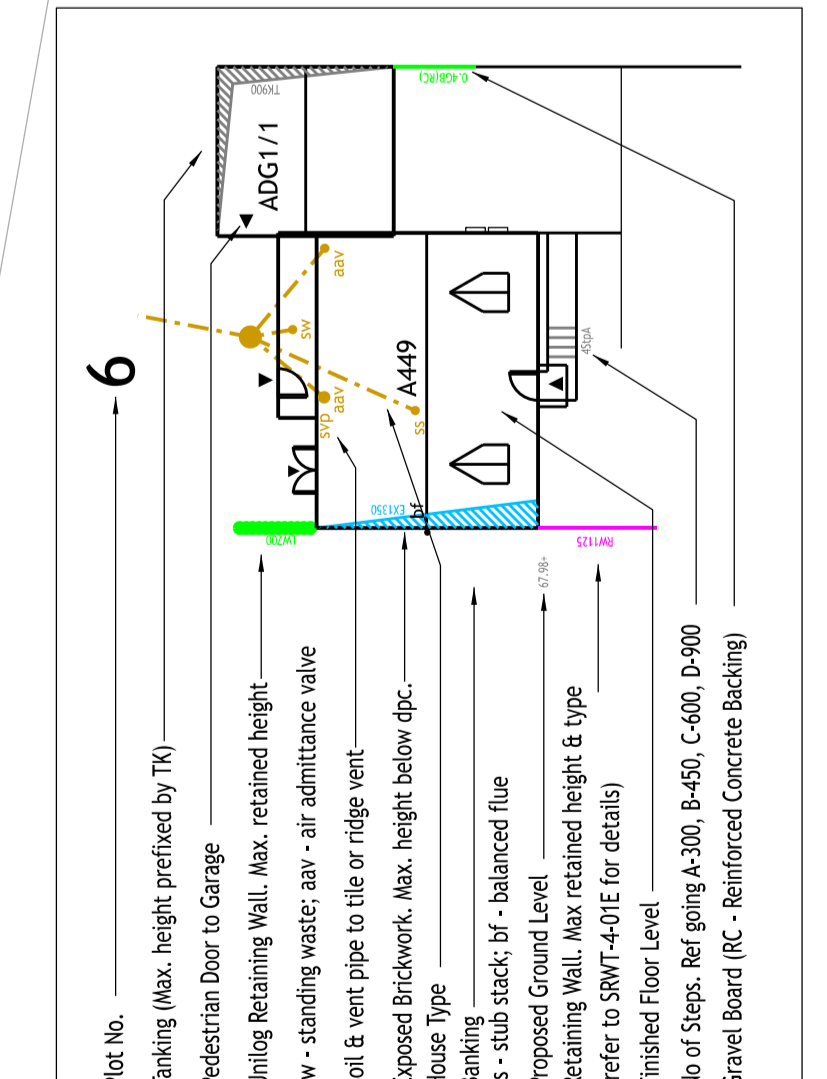 6
Plot No.
anking (Max. height prefixed by TK)
Pedestrian Door to Garage
Unilog Retaining Wall. Max. retained height
w - standing waste; aav - air admittance valve
oil & vent pipe to tile or ridge vent
xposed Brickwork. Max. height below dpc.
House Type
Banking
s - stub stack; bf - balanced flue
Proposed Ground Level
Retaining Wall. Max retained height & type
refer to SRWT-4-01E for details)
inished Floor Level
No of Steps. Ref going A-300, B-450, C-600, D-900
Gravel Board (RC - Reinforced Concrete Backing)
TK900
ADG1/1
0.4GB(RC)
aav
sw
svp
aav
ss
A449
4StpA
EX1350
bf
LW700
RW1125
67.98+